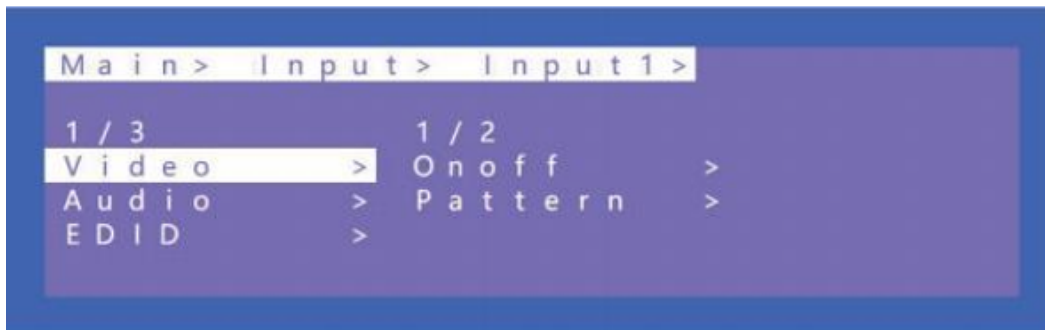 Main> Input> Input1>
1/3 1/2
Video > Onoff >
Audio > Pattern >
EDID >